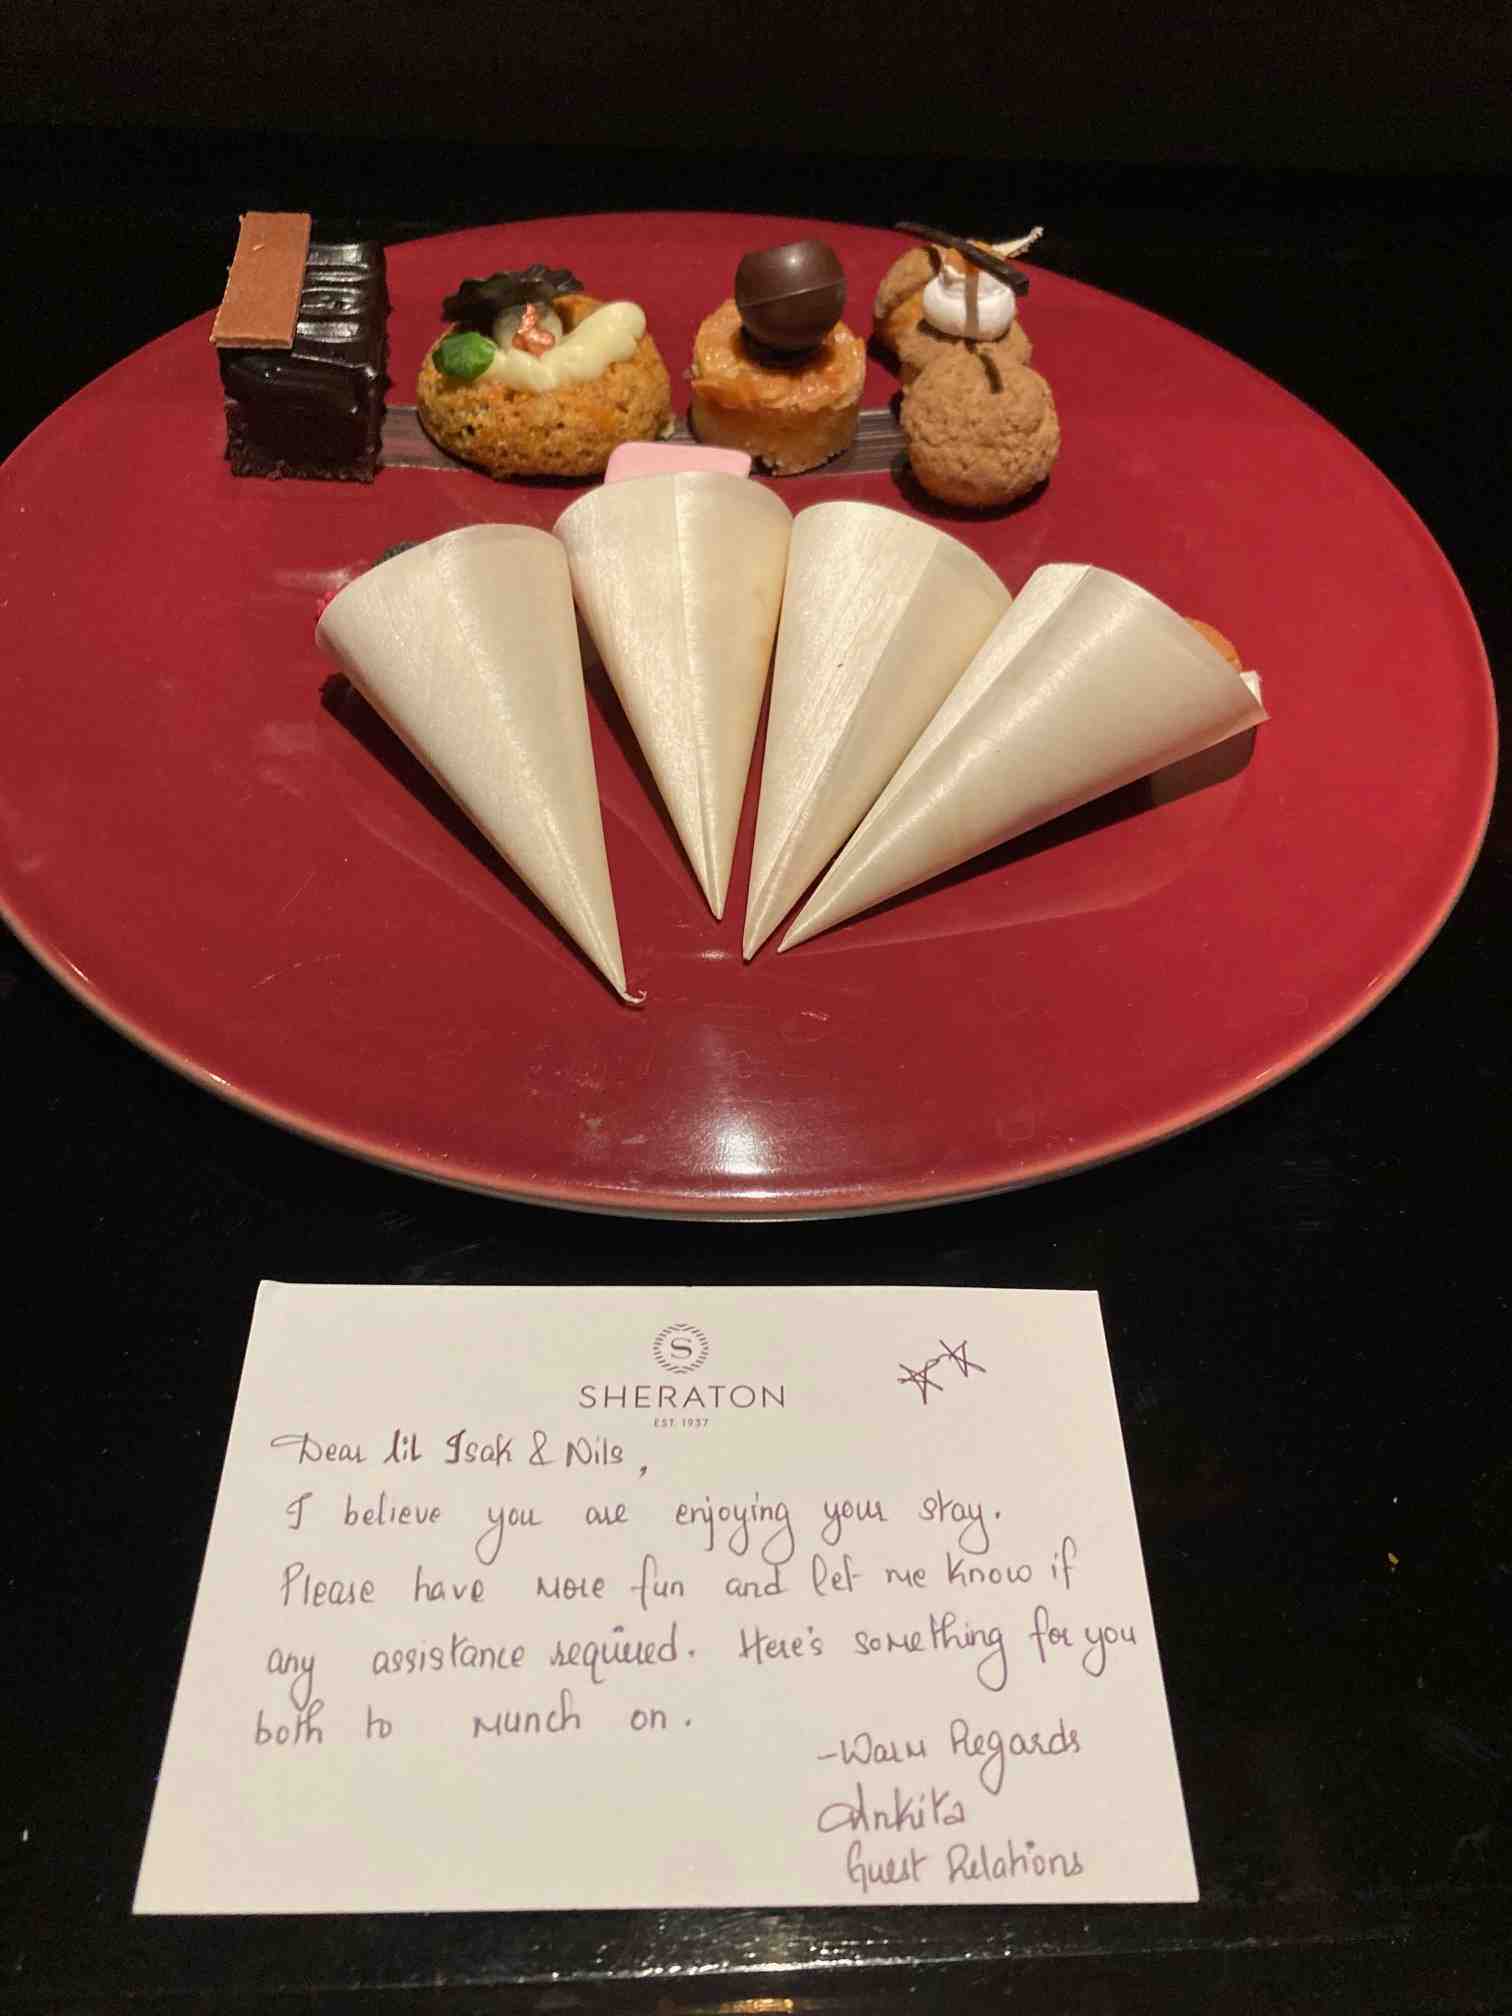 S
SHERATON
EST. 1937
Dear lil Isak & Nils,
I believe you are enjoying your stay.
Please have more fun and let me know if
any assistance required. Here's something for you
both to munch on.
-Warm Regards
Ankita
Guest Relations